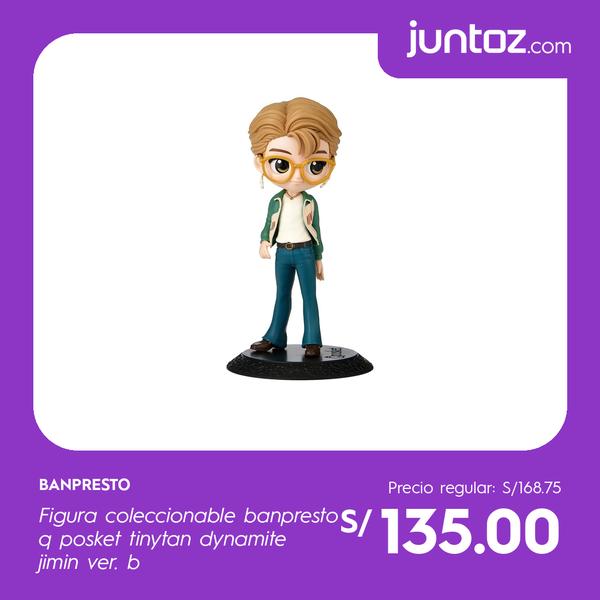 juntoz.com
BANPRESTO
Figura coleccionable banpresto
q posket tinytan dynamite
jimin ver. b
Precio regular: S/168.75
S/135.00